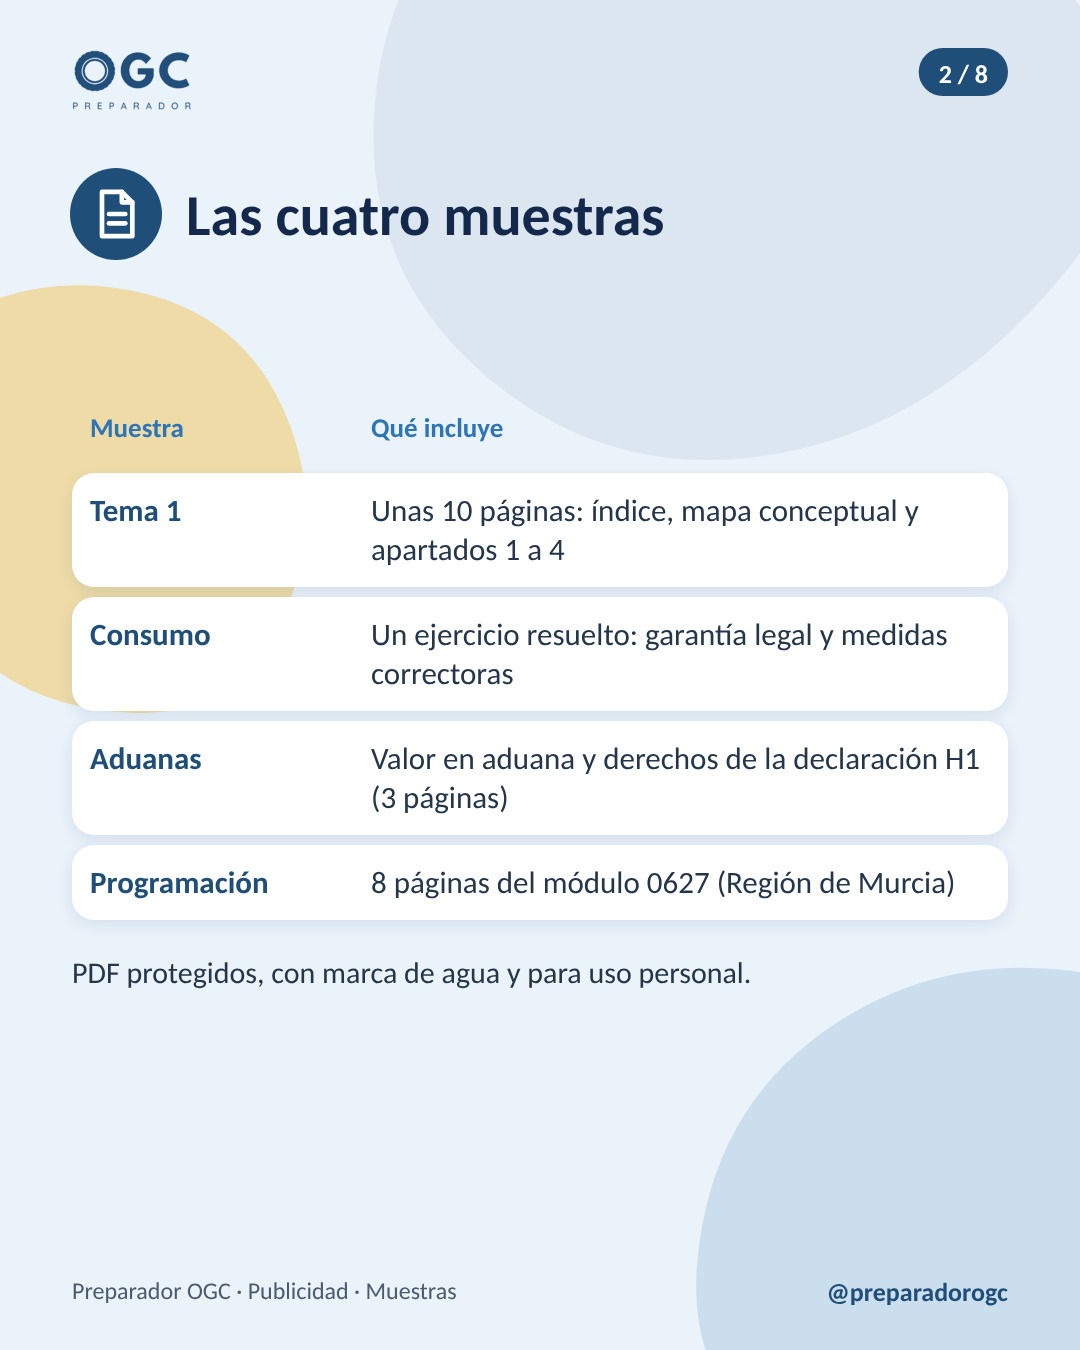 OGC
PREPARADOR
2 / 8
Las cuatro muestras
Muestra
Qué incluye
Tema 1
Unas 10 páginas: índice, mapa conceptual y
apartados 1 a 4
Consumo
Un ejercicio resuelto: garantía legal y medidas
correctoras
Aduanas
Valor en aduana y derechos de la declaración H1
(3 páginas)
Programación
8 páginas del módulo 0627 (Región de Murcia)
PDF protegidos, con marca de agua y para uso personal.
Preparador OGC · Publicidad · Muestras
@preparadorogc